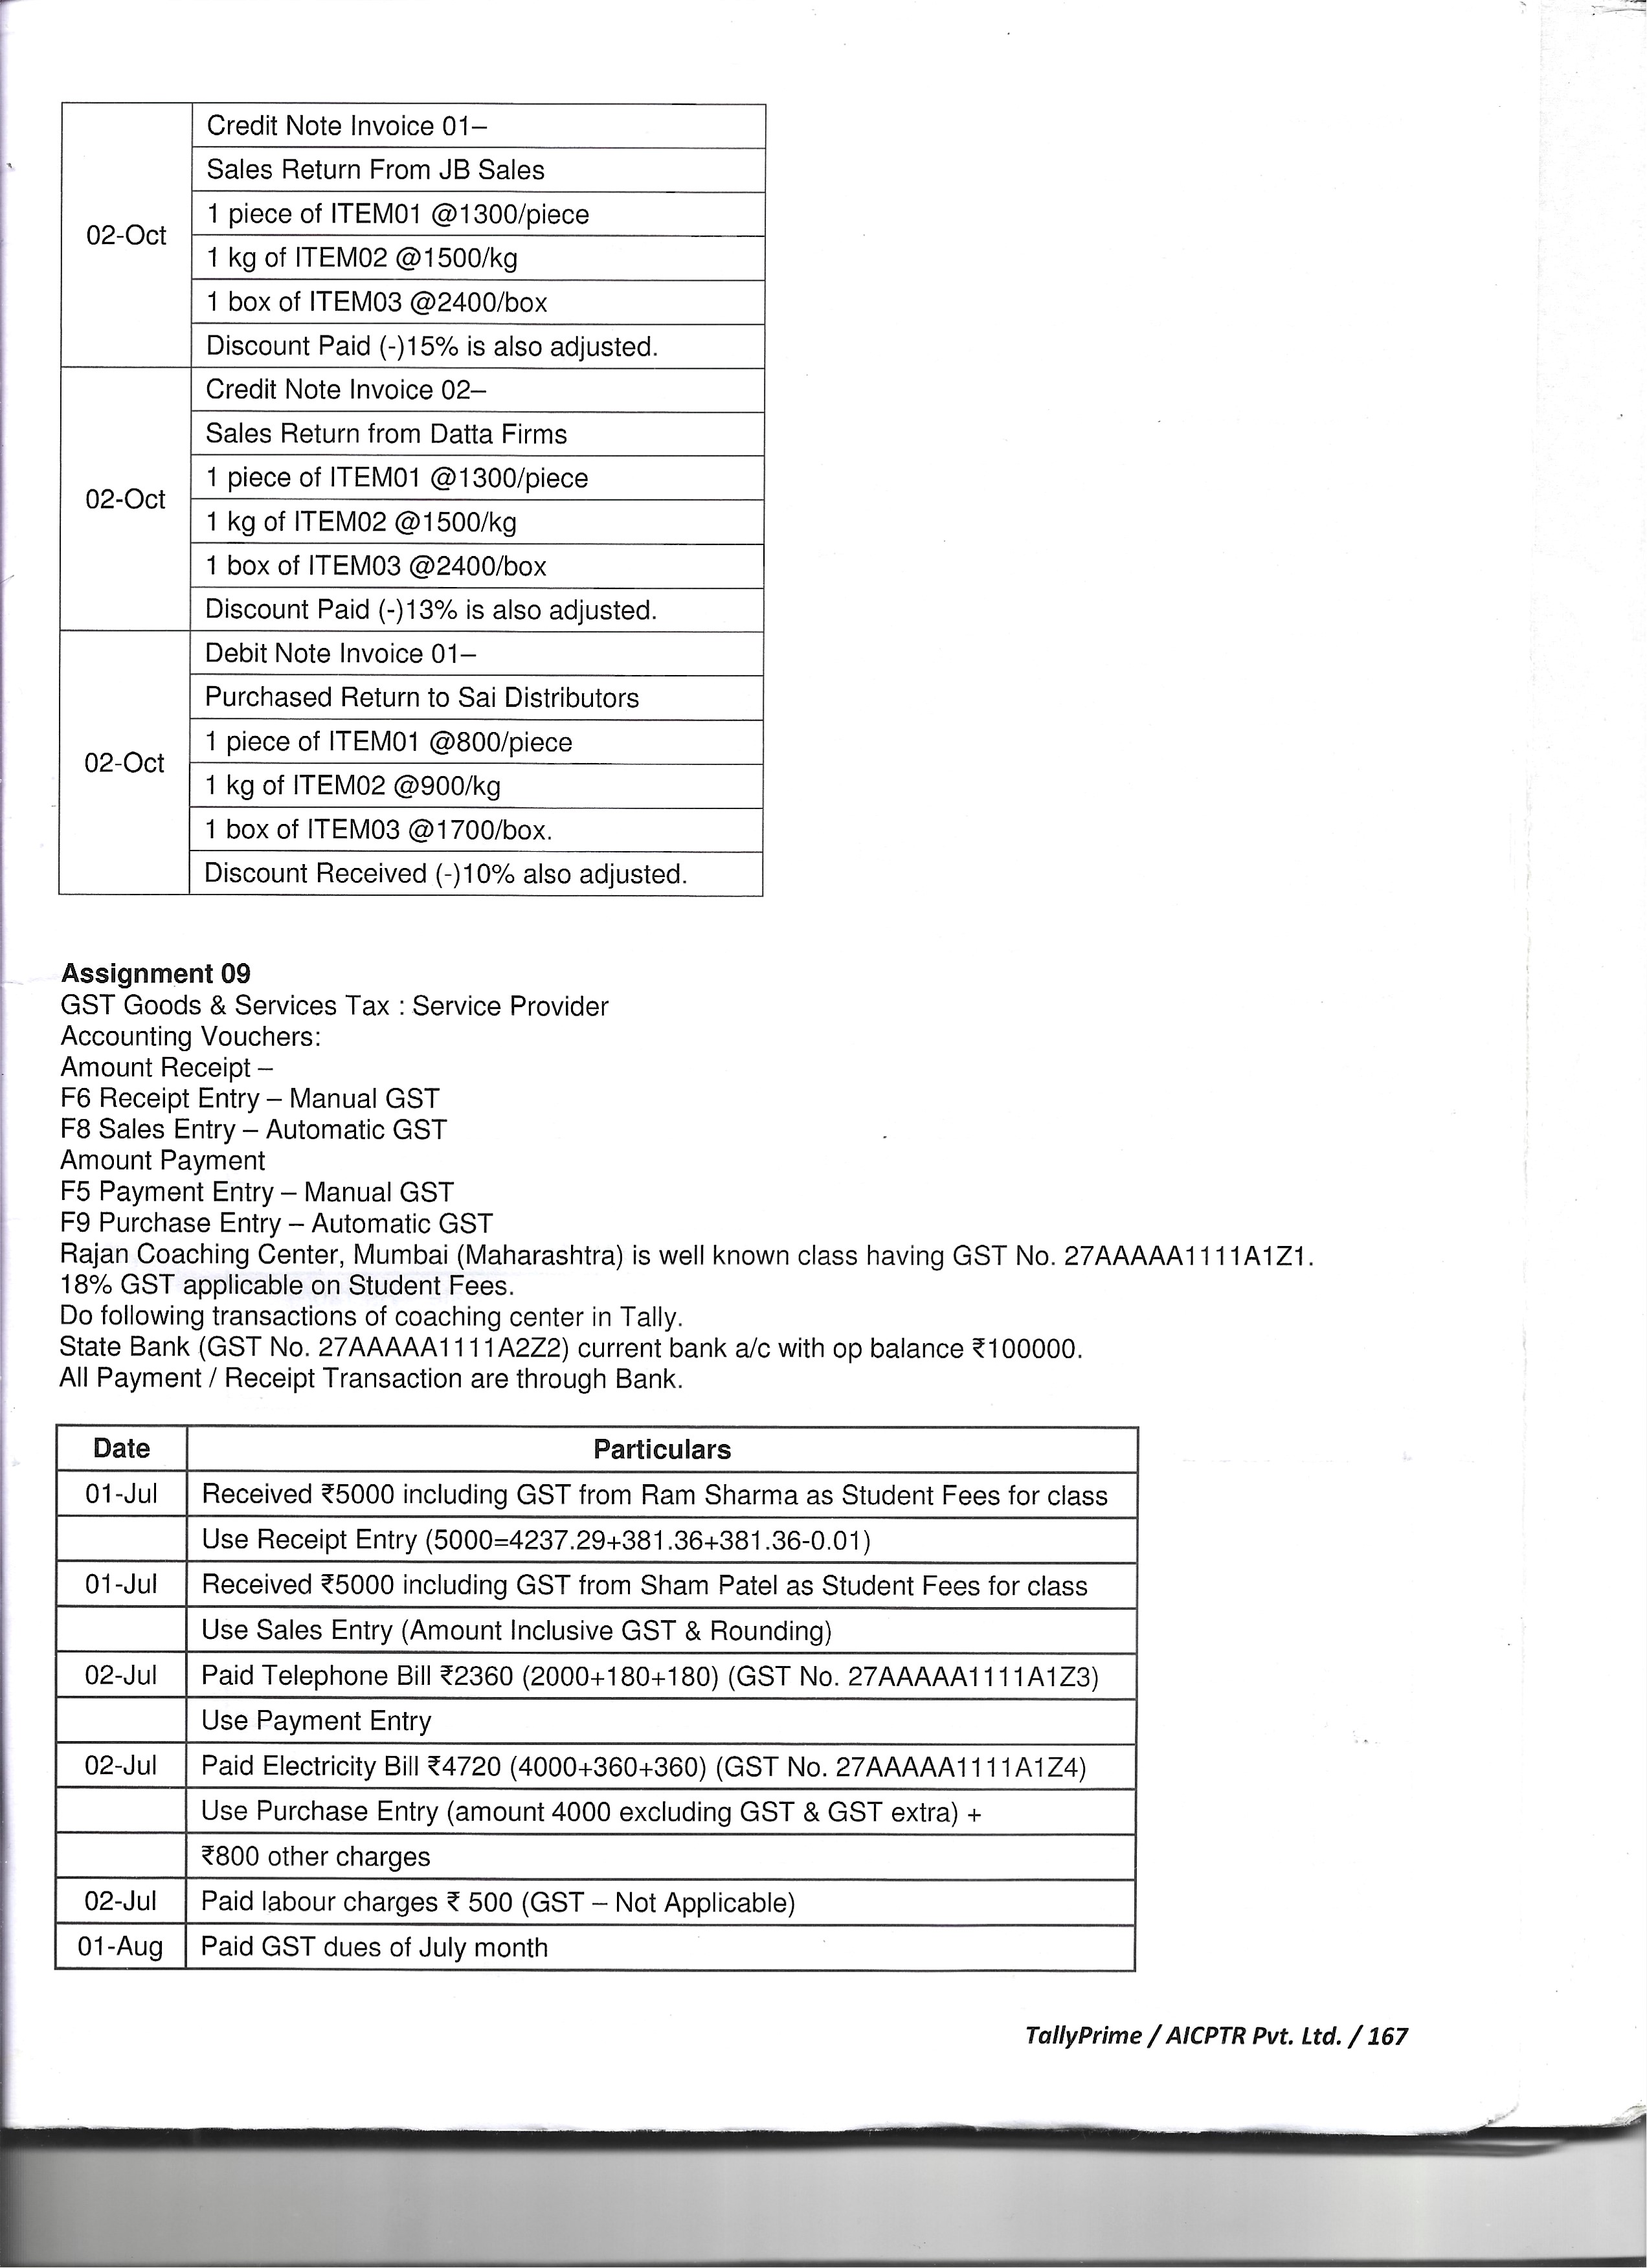 Credit Note Invoice 01–
Sales Return From JB Sales
1 piece of ITEM01 @1300/piece
02-Oct
1 kg of ITEM02 @1500/kg
1 box of ITEM03 @2400/box
Discount Paid (-)15% is also adjusted.
Credit Note Invoice 02–
Sales Return from Datta Firms
1 piece of ITEM01 @1300/piece
02-Oct
1 kg of ITEM02 @1500/kg
1 box of ITEM03 @2400/box
Discount Paid (-)13% is also adjusted.
Debit Note Invoice 01–
Purchased Return to Sai Distributors
1 piece of ITEM01 @800/piece
02-Oct
1 kg of ITEM02 @900/kg
1 box of ITEM03 @1700/box.
Discount Received (-)10% also adjusted.
Assignment 09
GST Goods & Services Tax : Service Provider
Accounting Vouchers:
Amount Receipt –
F6 Receipt Entry – Manual GST
F8 Sales Entry – Automatic GST
Amount Payment
F5 Payment Entry – Manual GST
F9 Purchase Entry – Automatic GST
Rajan Coaching Center, Mumbai (Maharashtra) is well known class having GST No. 27AAAAA1111A1Z1.
18% GST applicable on Student Fees.
Do following transactions of coaching center in Tally.
State Bank (GST No. 27AAAAA1111A2Z2) current bank a/c with op balance ₹100000.
All Payment / Receipt Transaction are through Bank.
Date Particulars
01-Jul Received ₹5000 including GST from Ram Sharma as Student Fees for class
Use Receipt Entry (5000=4237.29+381.36+381.36-0.01)
01-Jul Received ₹5000 including GST from Sham Patel as Student Fees for class
Use Sales Entry (Amount Inclusive GST & Rounding)
02-Jul Paid Telephone Bill ₹2360 (2000+180+180) (GST No. 27AAAAA1111A1Z3)
Use Payment Entry
02-Jul Paid Electricity Bill ₹4720 (4000+360+360) (GST No. 27AAAAA1111A1Z4)
Use Purchase Entry (amount 4000 excluding GST & GST extra) +
₹800 other charges
02-Jul Paid labour charges ₹ 500 (GST – Not Applicable)
01-Aug Paid GST dues of July month
TallyPrime / AICPTR Pvt. Ltd. / 167